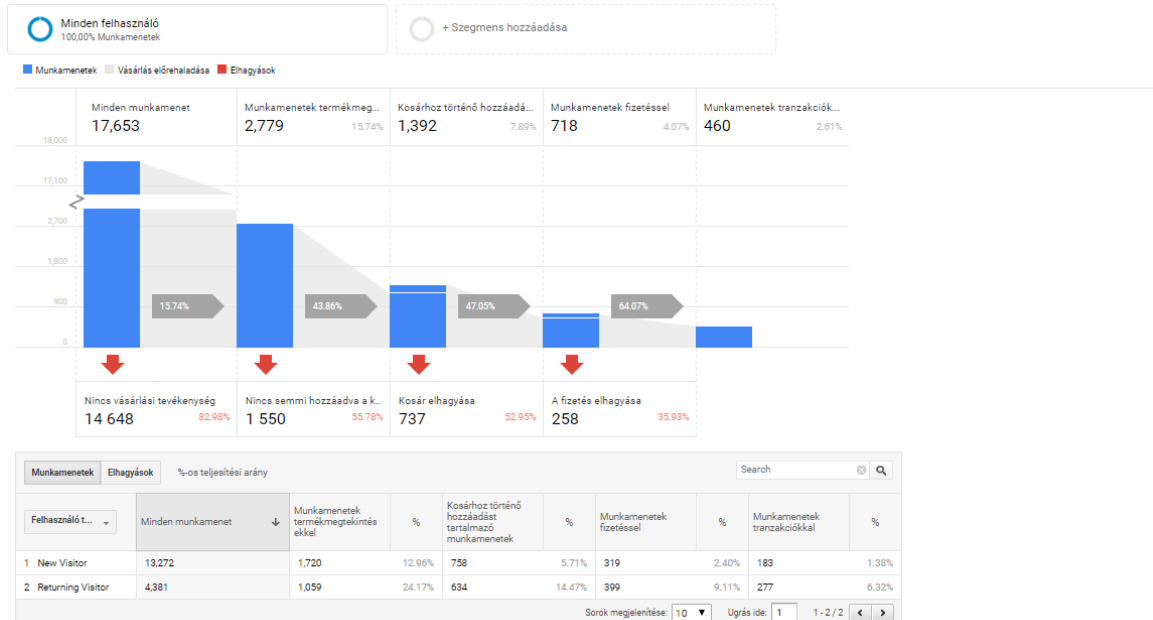 Minden felhasználó
100,00% Munkamenetek
+ Szegmens hozzáadása
Munkamenetek Vásárlás előrehaladása Elhagyások
Minden munkamenet
17,653
Munkamenetek termékmeg...
2,779 15.74%
Kosárhoz történő hozzáadá...
1,392 7.89%
Munkamenetek fizetéssel
718 4.07%
Munkamenetek tranzakciók...
460 2.61%
18,000
17,100
2,700
1,800
900
0
15.74%
43.86%
47.05%
64.07%
Nincs vásárlási tevékenység
14 648 82.98%
Nincs semmi hozzáadva a k...
1 550 55.78%
Kosár elhagyása
737 52.95%
A fizetés elhagyása
258 35.93%
Munkamenetek Elhagyások %-os teljesítési arány
Search
Felhasználó t...
Minden munkamenet
Munkamenetek
termékmegtekintés
ekkel
%
Kosárhoz történő
hozzáadást
tartalmazó
munkamenetek
%
Munkamenetek
fizetéssel
%
Munkamenetek
tranzakciókkal
%
1 New Visitor 13,272 1,720 12.96% 758 5.71% 319 2.40% 183 1.38%
2 Returning Visitor 4,381 1,059 24.17% 634 14.47% 399 9.11% 277 6.32%
Sorok megjelenítése: 10 Ugrás ide: 1 1 - 2 / 2